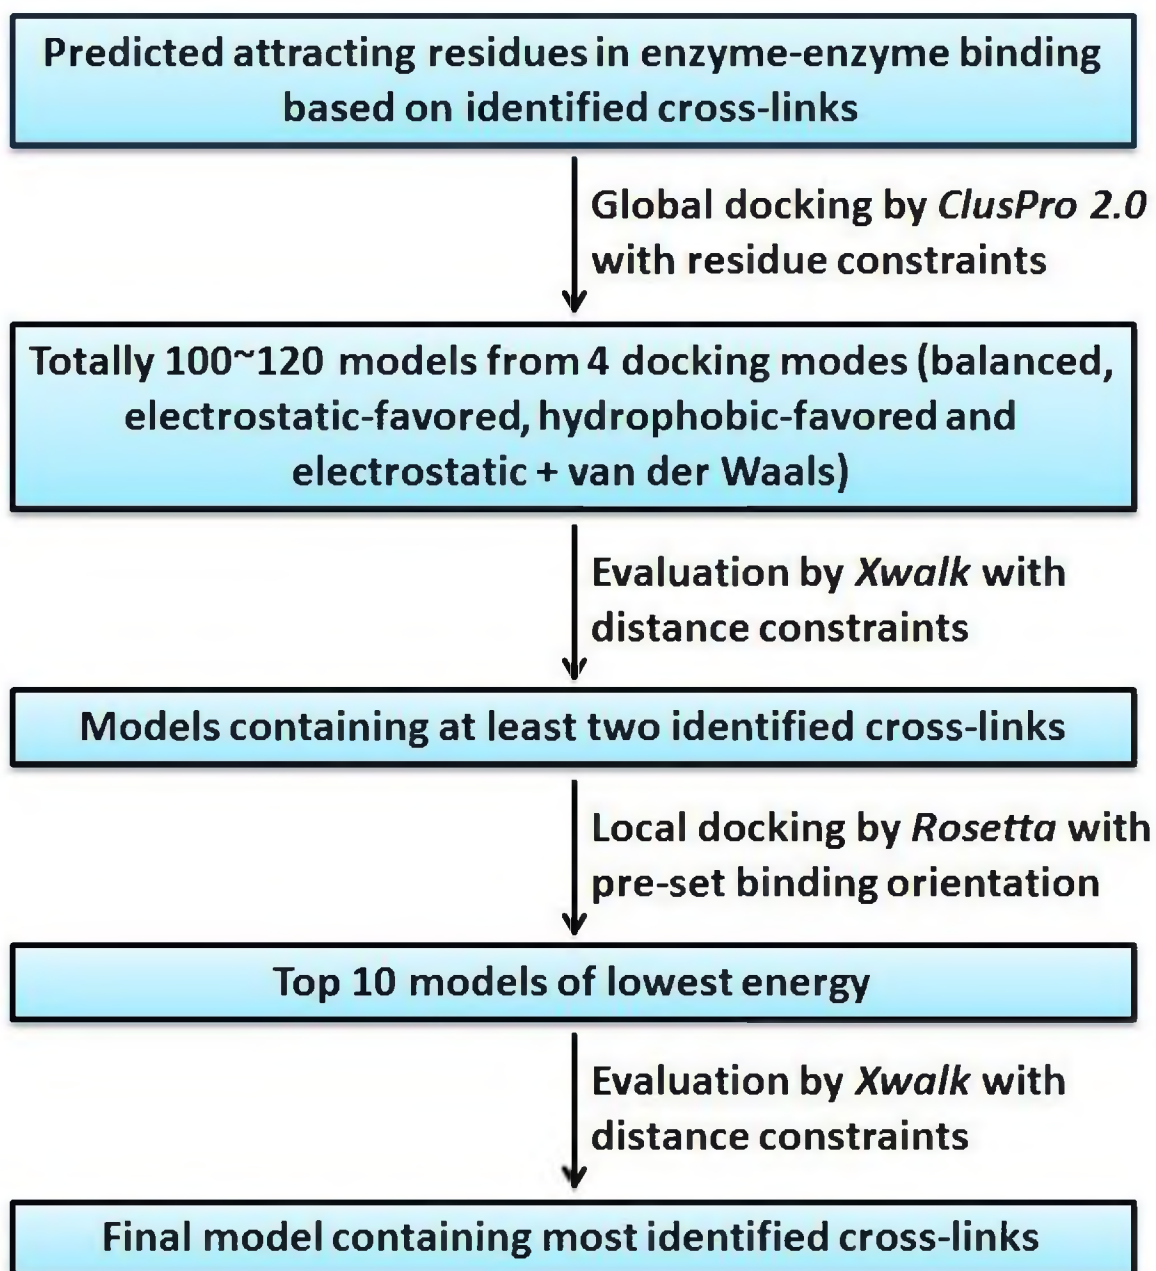 Predicted attracting residues in enzyme-enzyme binding
based on identified cross-links
Global docking by ClusPro 2.0
with residue constraints
Totally 100~120 models from 4 docking modes (balanced,
electrostatic-favored, hydrophobic-favored and
electrostatic + van der Waals)
Evaluation by Xwalk with
distance constraints
Models containing at least two identified cross-links
Local docking by Rosetta with
pre-set binding orientation
Top 10 models of lowest energy
Evaluation by Xwalk with
distance constraints
Final model containing most identified cross-links